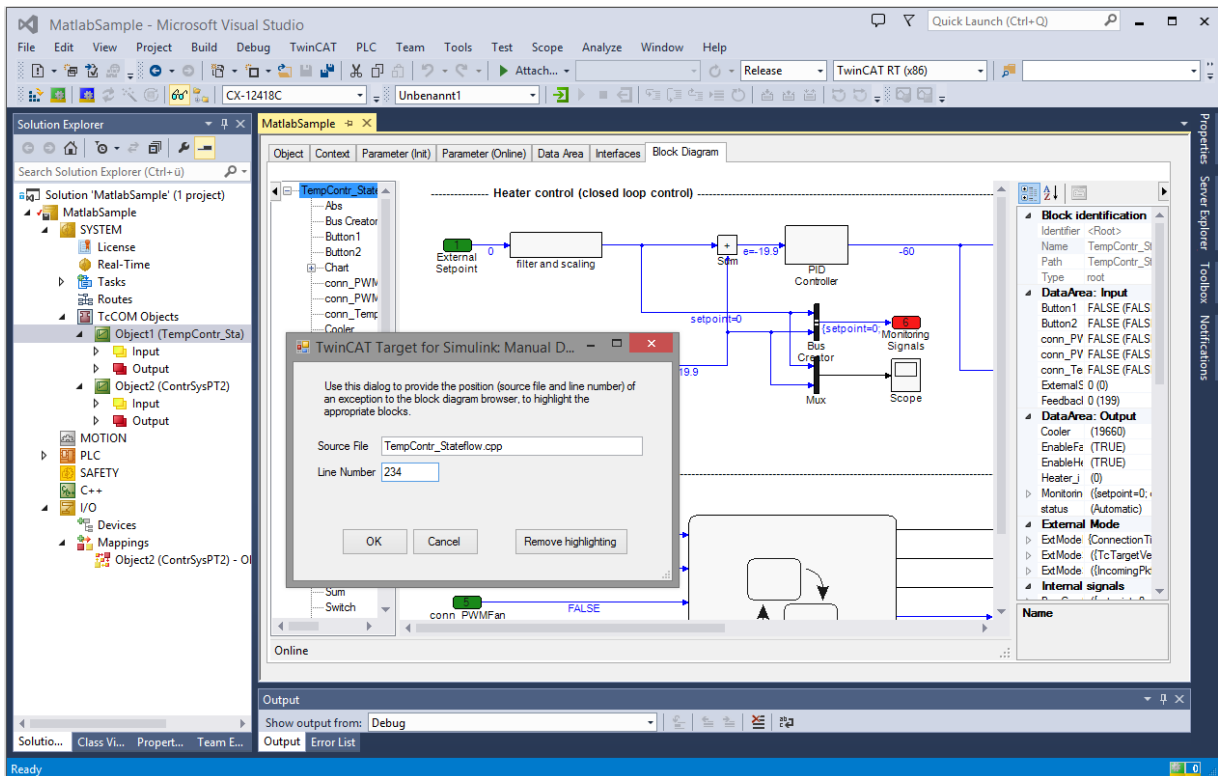 MatlabSample - Microsoft Visual Studio
Quick Launch (Ctrl+Q)
File Edit View Project Build Debug TwinCAT PLC Team Tools Test Scope Analyze Window Help
Attach... Release TwinCAT RT (x86)
CX-12418C Unbenannt1
Solution Explorer
Search Solution Explorer (Ctrl+ü)
Solution 'MatlabSample' (1 project)
MatlabSample
SYSTEM
License
Real-Time
Tasks
Routes
TcCOM Objects
Object1 (TempContr_Sta)
Input
Output
Object2 (ContrSysPT2)
Input
Output
MOTION
PLC
SAFETY
C++
I/O
Devices
Mappings
Object2 (ContrSysPT2) - Ol
Solutio... Class Vi... Propert... Team E...
MatlabSample
Object Context Parameter (Init) Parameter (Online) Data Area Interfaces Block Diagram
TempContr_State
Abs
Bus Creator
Button1
Button2
Chart
conn_PWM
conn_PWM
conn_Temp
Cooler
Sum
Switch
Heater control (closed loop control)
1
External
Setpoint
0
filter and scaling
+
Sum
e=-19.9
PID
Controller
-60
setpoint=0
{setpoint=0;
6
Monitoring
Signals
Bus
Creator
19.9
Mux
Scope
5
conn_PWMFan
FALSE
Online
TwinCAT Target for Simulink: Manual D...
Use this dialog to provide the position (source file and line number) of
an exception to the block diagram browser, to highlight the
appropriate blocks.
Source File TempContr_Stateflow.cpp
Line Number 234
OK Cancel Remove highlighting
Block identification
Identifier <Root>
Name TempContr_St
Path TempContr_St
Type root
DataArea: Input
Button1 FALSE (FALS
Button2 FALSE (FALS
conn_PV FALSE (FALS
conn_PV FALSE (FALS
conn_Te FALSE (FALS
ExternalS 0 (0)
Feedbacl 0 (199)
DataArea: Output
Cooler (19660)
EnableFa (TRUE)
EnableHe (TRUE)
Heater_i (0)
Monitorin ({setpoint=0;
status (Automatic)
External Mode
ExtModel {ConnectionTi
ExtMode ({TcTargetVe
ExtMode ({IncomingPkt
Internal signals
Name
Properties
Server Explorer
Toolbox
Notifications
Output
Show output from: Debug
Output Error List
Ready
0